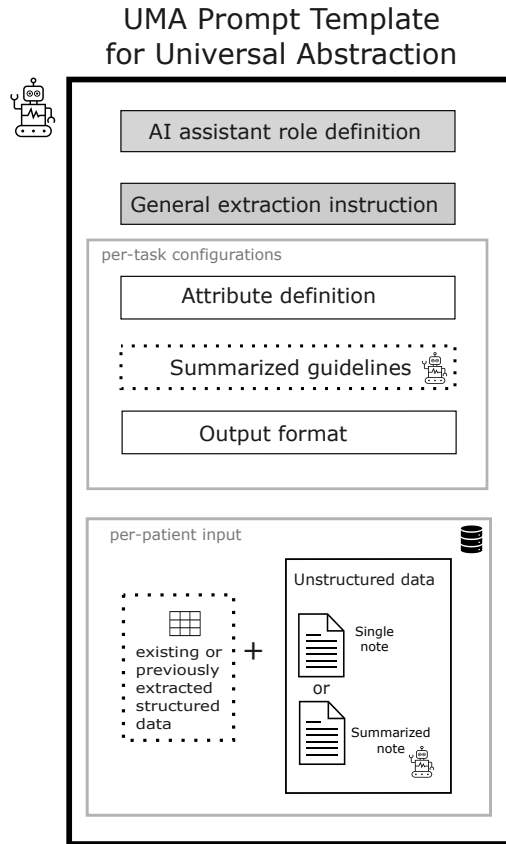 UMA Prompt Template
for Universal Abstraction
AI assistant role definition
General extraction instruction
per-task configurations
Attribute definition
Summarized guidelines
Output format
per-patient input
Unstructured data
existing or
previously
extracted
structured
data
+
Single
note
or
Summarized
note